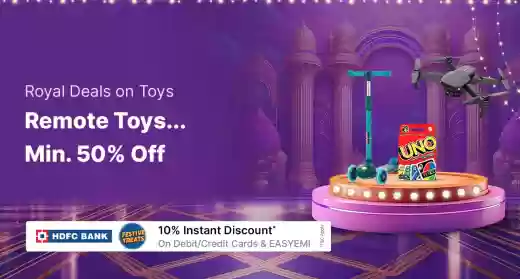 Royal Deals on Toys
Remote Toys...
Min. 50% Off
HDFC BANK
FESTIVE TREATS
10% Instant Discount*
On Debit/Credit Cards & EASYEMI
UNO